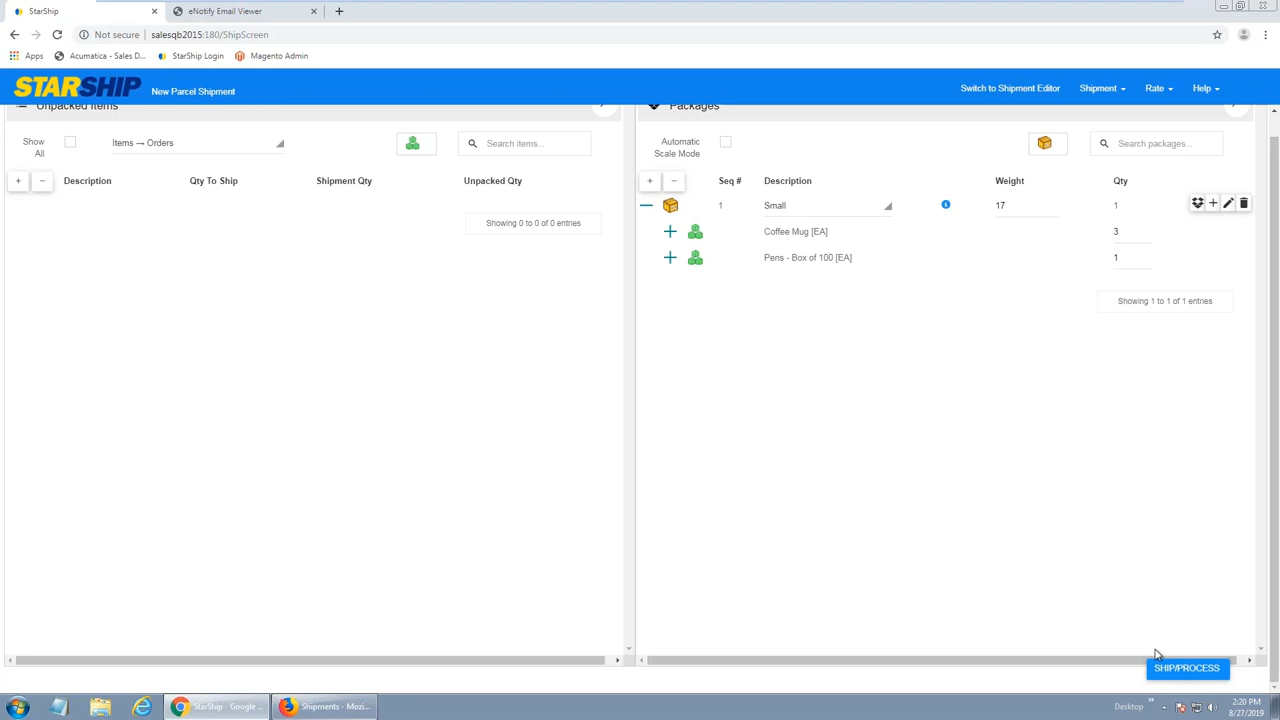 StarShip
eNotify Email Viewer
Not secure
salesqb2015:180/ShipScreen
Apps
Acumatica - Sales D...
StarShip Login
Magento Admin
STARSHIP
New Parcel Shipment
Switch to Shipment Editor
Shipment
Rate
Help
Unpacked Items
Packages
Show All
Items → Orders
Search items...
Automatic Scale Mode
Search packages...
+ − Description Qty To Ship Shipment Qty Unpacked Qty
+ − Seq # Description Weight Qty
Showing 0 to 0 of 0 entries
1 Small 17 1
Coffee Mug [EA] 3
Pens - Box of 100 [EA] 1
Showing 1 to 1 of 1 entries
SHIP/PROCESS
StarShip - Google ...
Shipments - Mozi...
Desktop
2:20 PM
8/27/2019